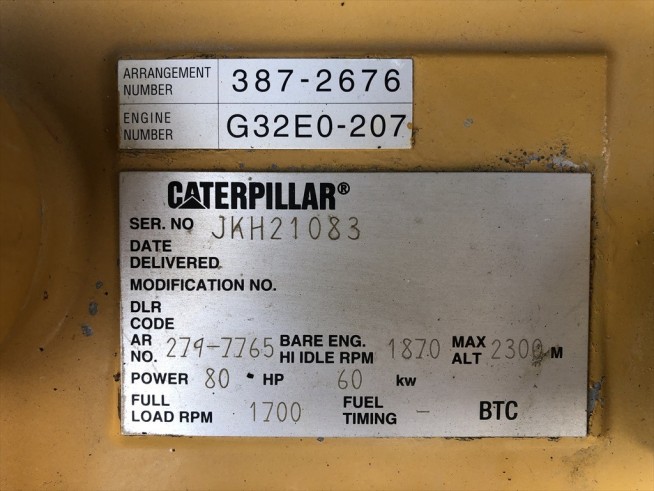 ARRANGEMENT NUMBER 387-2676
ENGINE NUMBER G32E0-207
CATERPILLAR®
SER. NO JKH21083
DATE
DELIVERED
MODIFICATION NO.
DLR
CODE
AR NO. 279-7765 BARE ENG. HI IDLE RPM 1870 MAX ALT 2300 M
POWER 80 HP 60 kw
FULL LOAD RPM 1700 FUEL TIMING - BTC